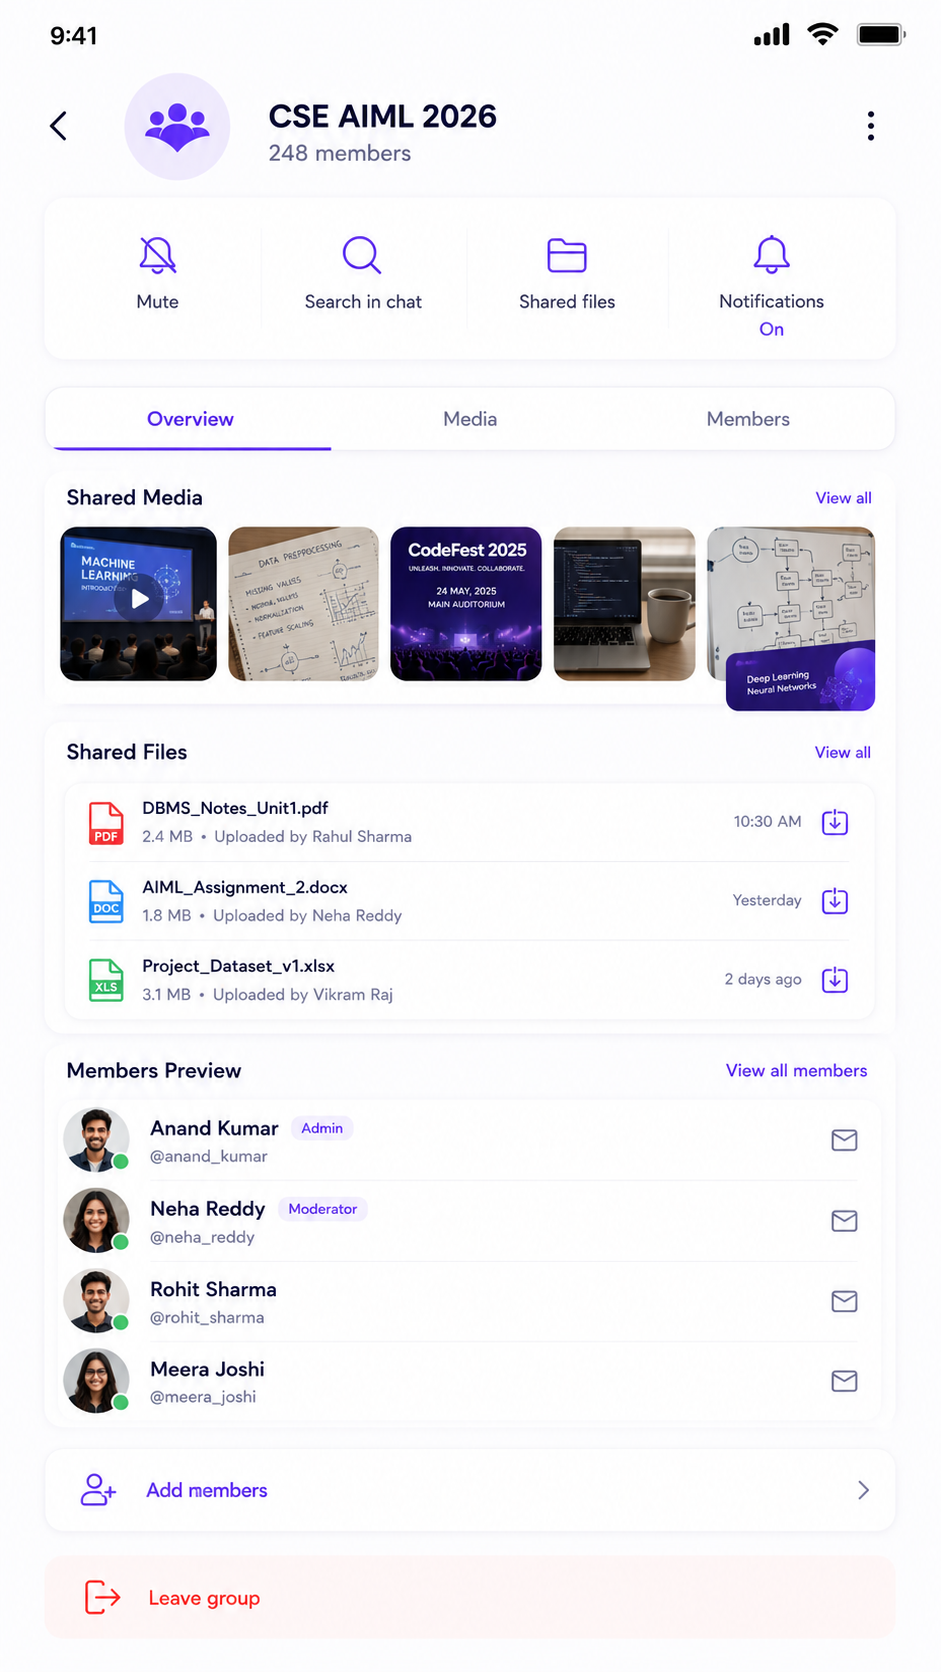 9:41
CSE AIML 2026
248 members
Mute
Search in chat
Shared files
Notifications
On
Overview
Media
Members
Shared Media
View all
MACHINE
LEARNING
DATA PREPROCESSING
MISSING VALUES
NORMALIZATION
FEATURE SCALING
CodeFest 2025
UNLEASH. INNOVATE. COLLABORATE.
24 MAY, 2025
MAIN AUDITORIUM
Deep Learning
Neural Networks
Shared Files
View all
PDF
DBMS_Notes_Unit1.pdf
2.4 MB • Uploaded by Rahul Sharma
10:30 AM
DOC
AIML_Assignment_2.docx
1.8 MB • Uploaded by Neha Reddy
Yesterday
XLS
Project_Dataset_v1.xlsx
3.1 MB • Uploaded by Vikram Raj
2 days ago
Members Preview
View all members
Anand Kumar
Admin
@anand_kumar
Neha Reddy
Moderator
@neha_reddy
Rohit Sharma
@rohit_sharma
Meera Joshi
@meera_joshi
Add members
Leave group